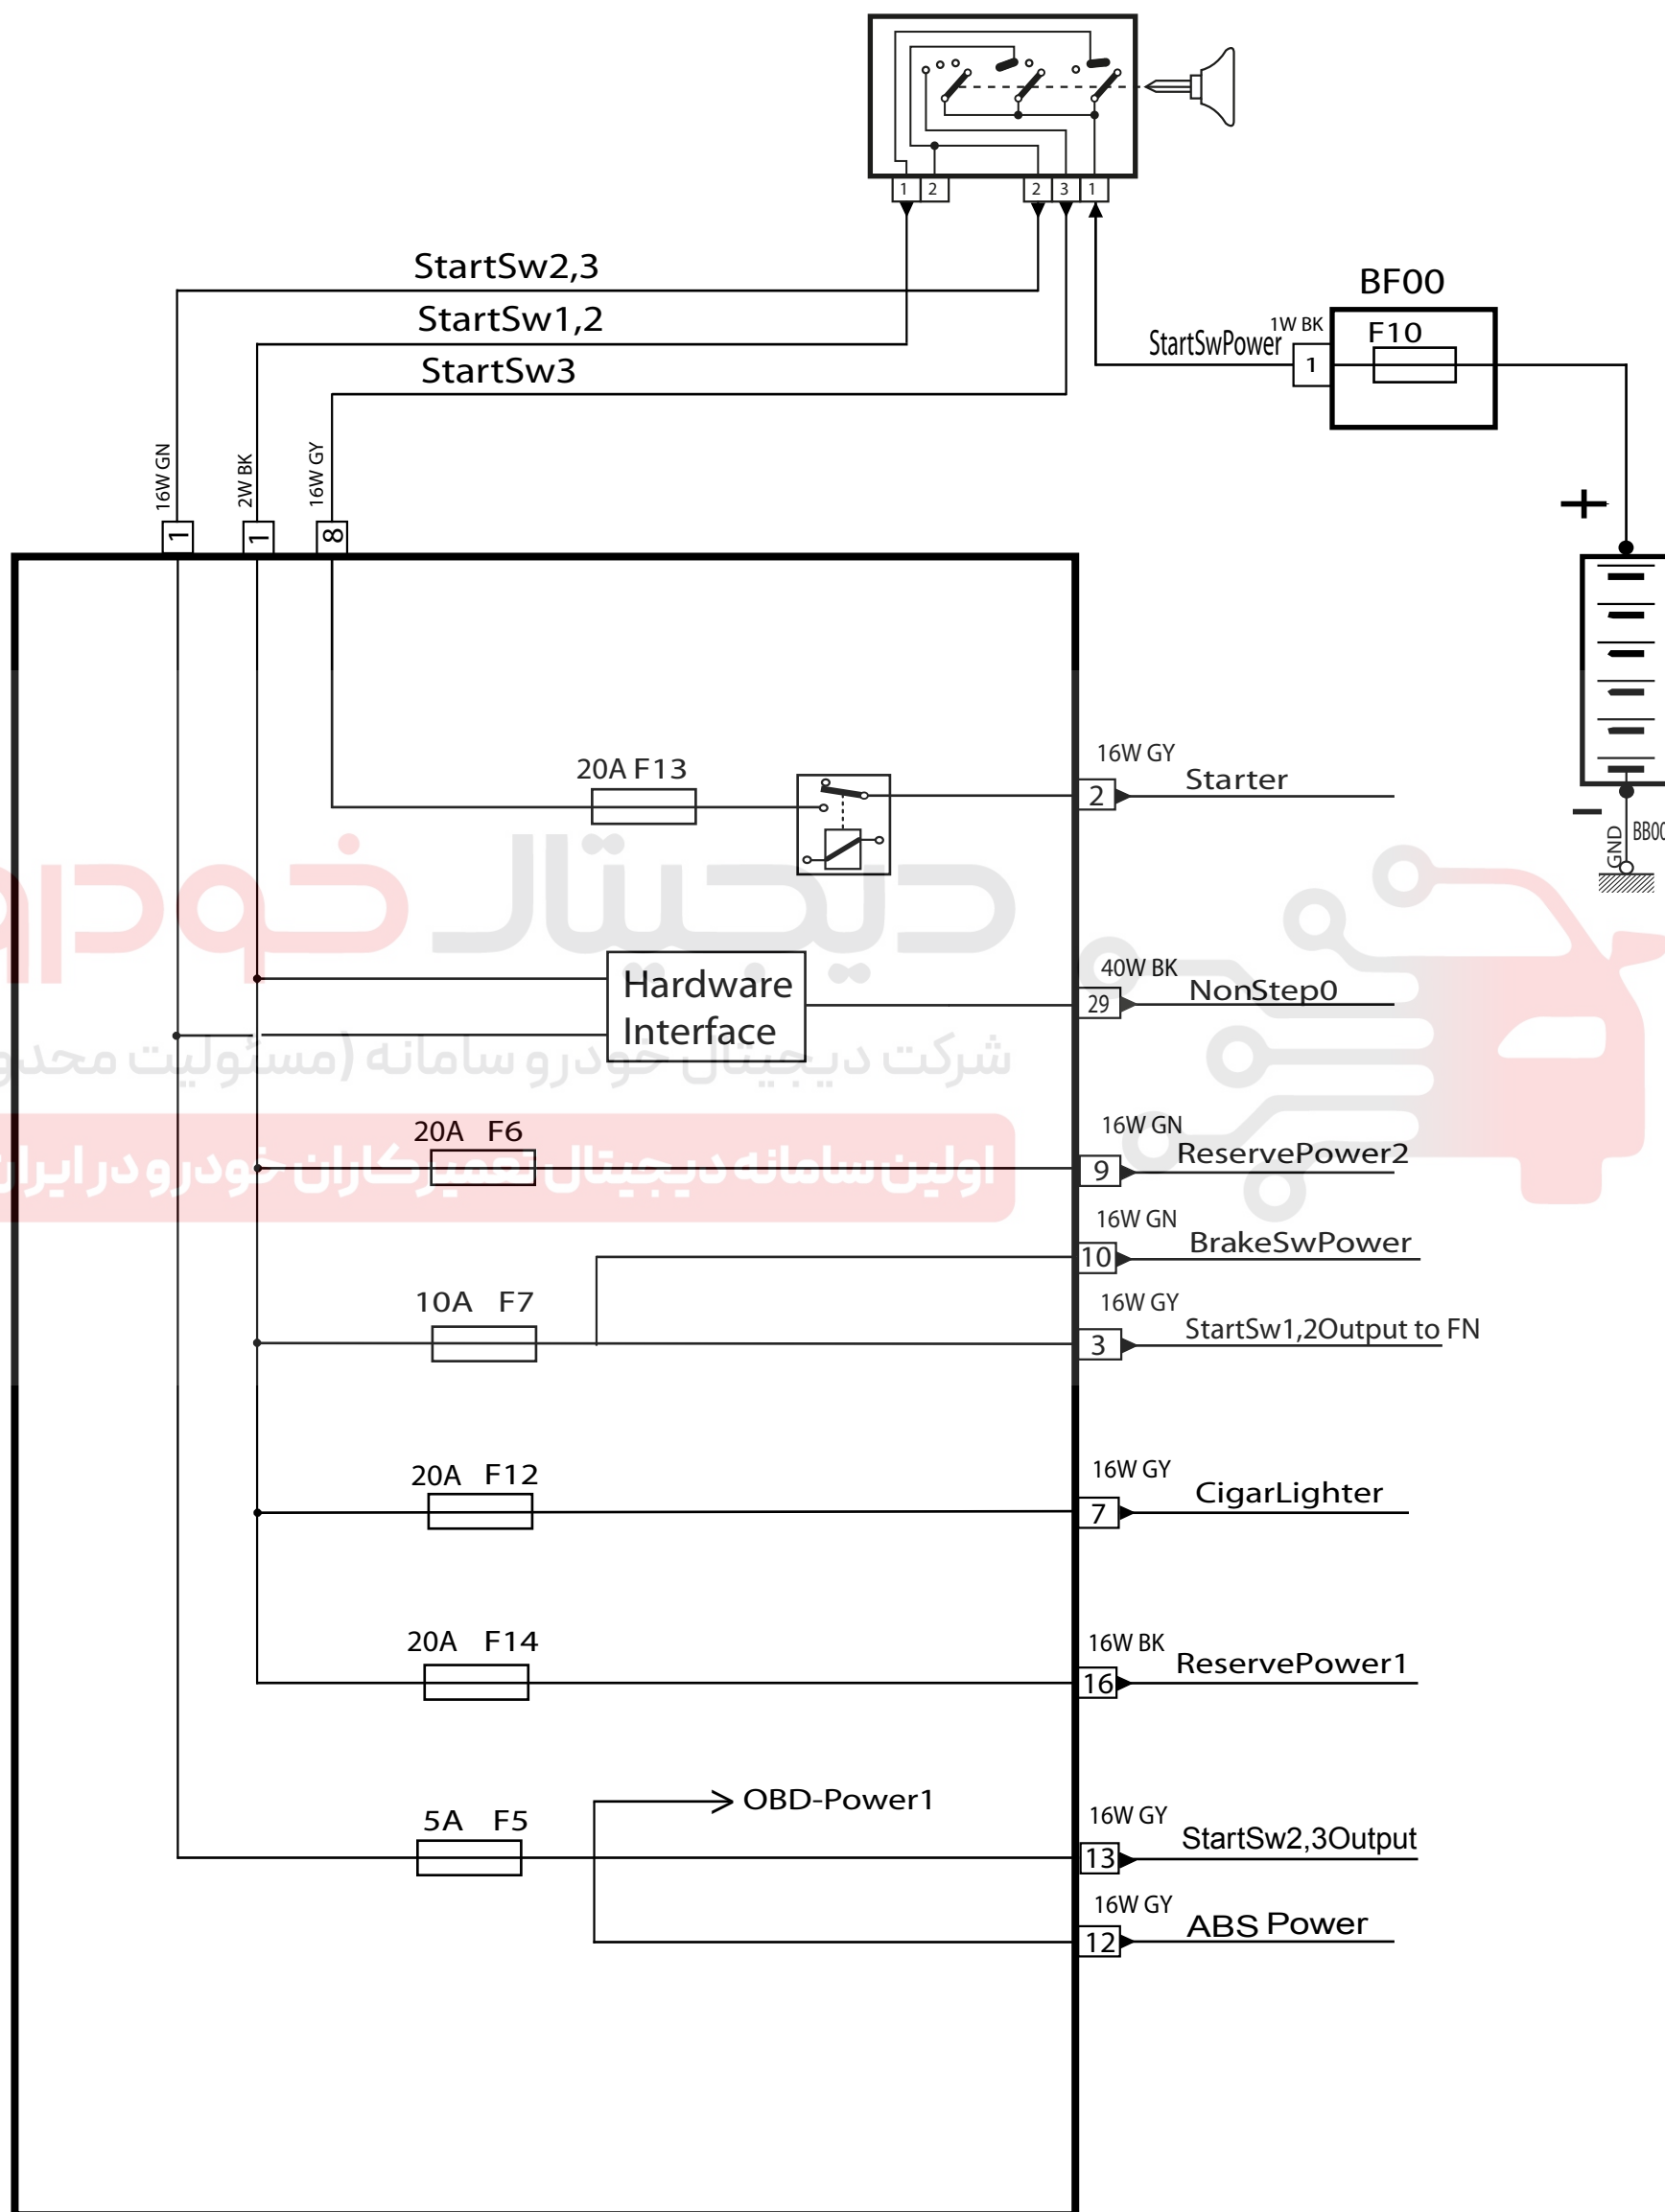 1 2 2 3 1
StartSw2,3
StartSw1,2
StartSw3
BF00
F10
1W BK
StartSwPower
1
16W GN
2W BK
16W GY
1 1 8
+
20A F13
16W GY
2 Starter
−
GND
دیجیتال خودرو
Hardware
Interface
40W BK
29 NonStep0
شرکت دیجیتال خودرو سامانه (مسئولیت
20A F6
16W GN
9 ReservePower2
اولین سامانه دیجیتال تعمیرکاران خودرو در ایران
16W GN
10 BrakeSwPower
10A F7
16W GY
3 StartSw1,2Output to FN
20A F12
16W GY
7 CigarLighter
20A F14
16W BK
16 ReservePower1
OBD-Power1
5A F5
16W GY
13 StartSw2,3Output
16W GY
12 ABS Power